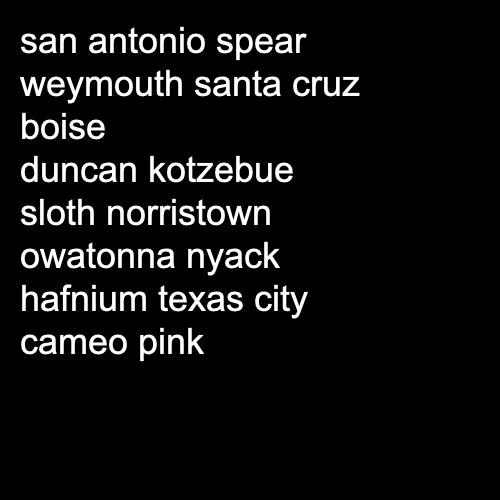 san antonio spear
weymouth santa cruz
boise
duncan kotzebue
sloth norristown
owatonna nyack
hafnium texas city
cameo pink